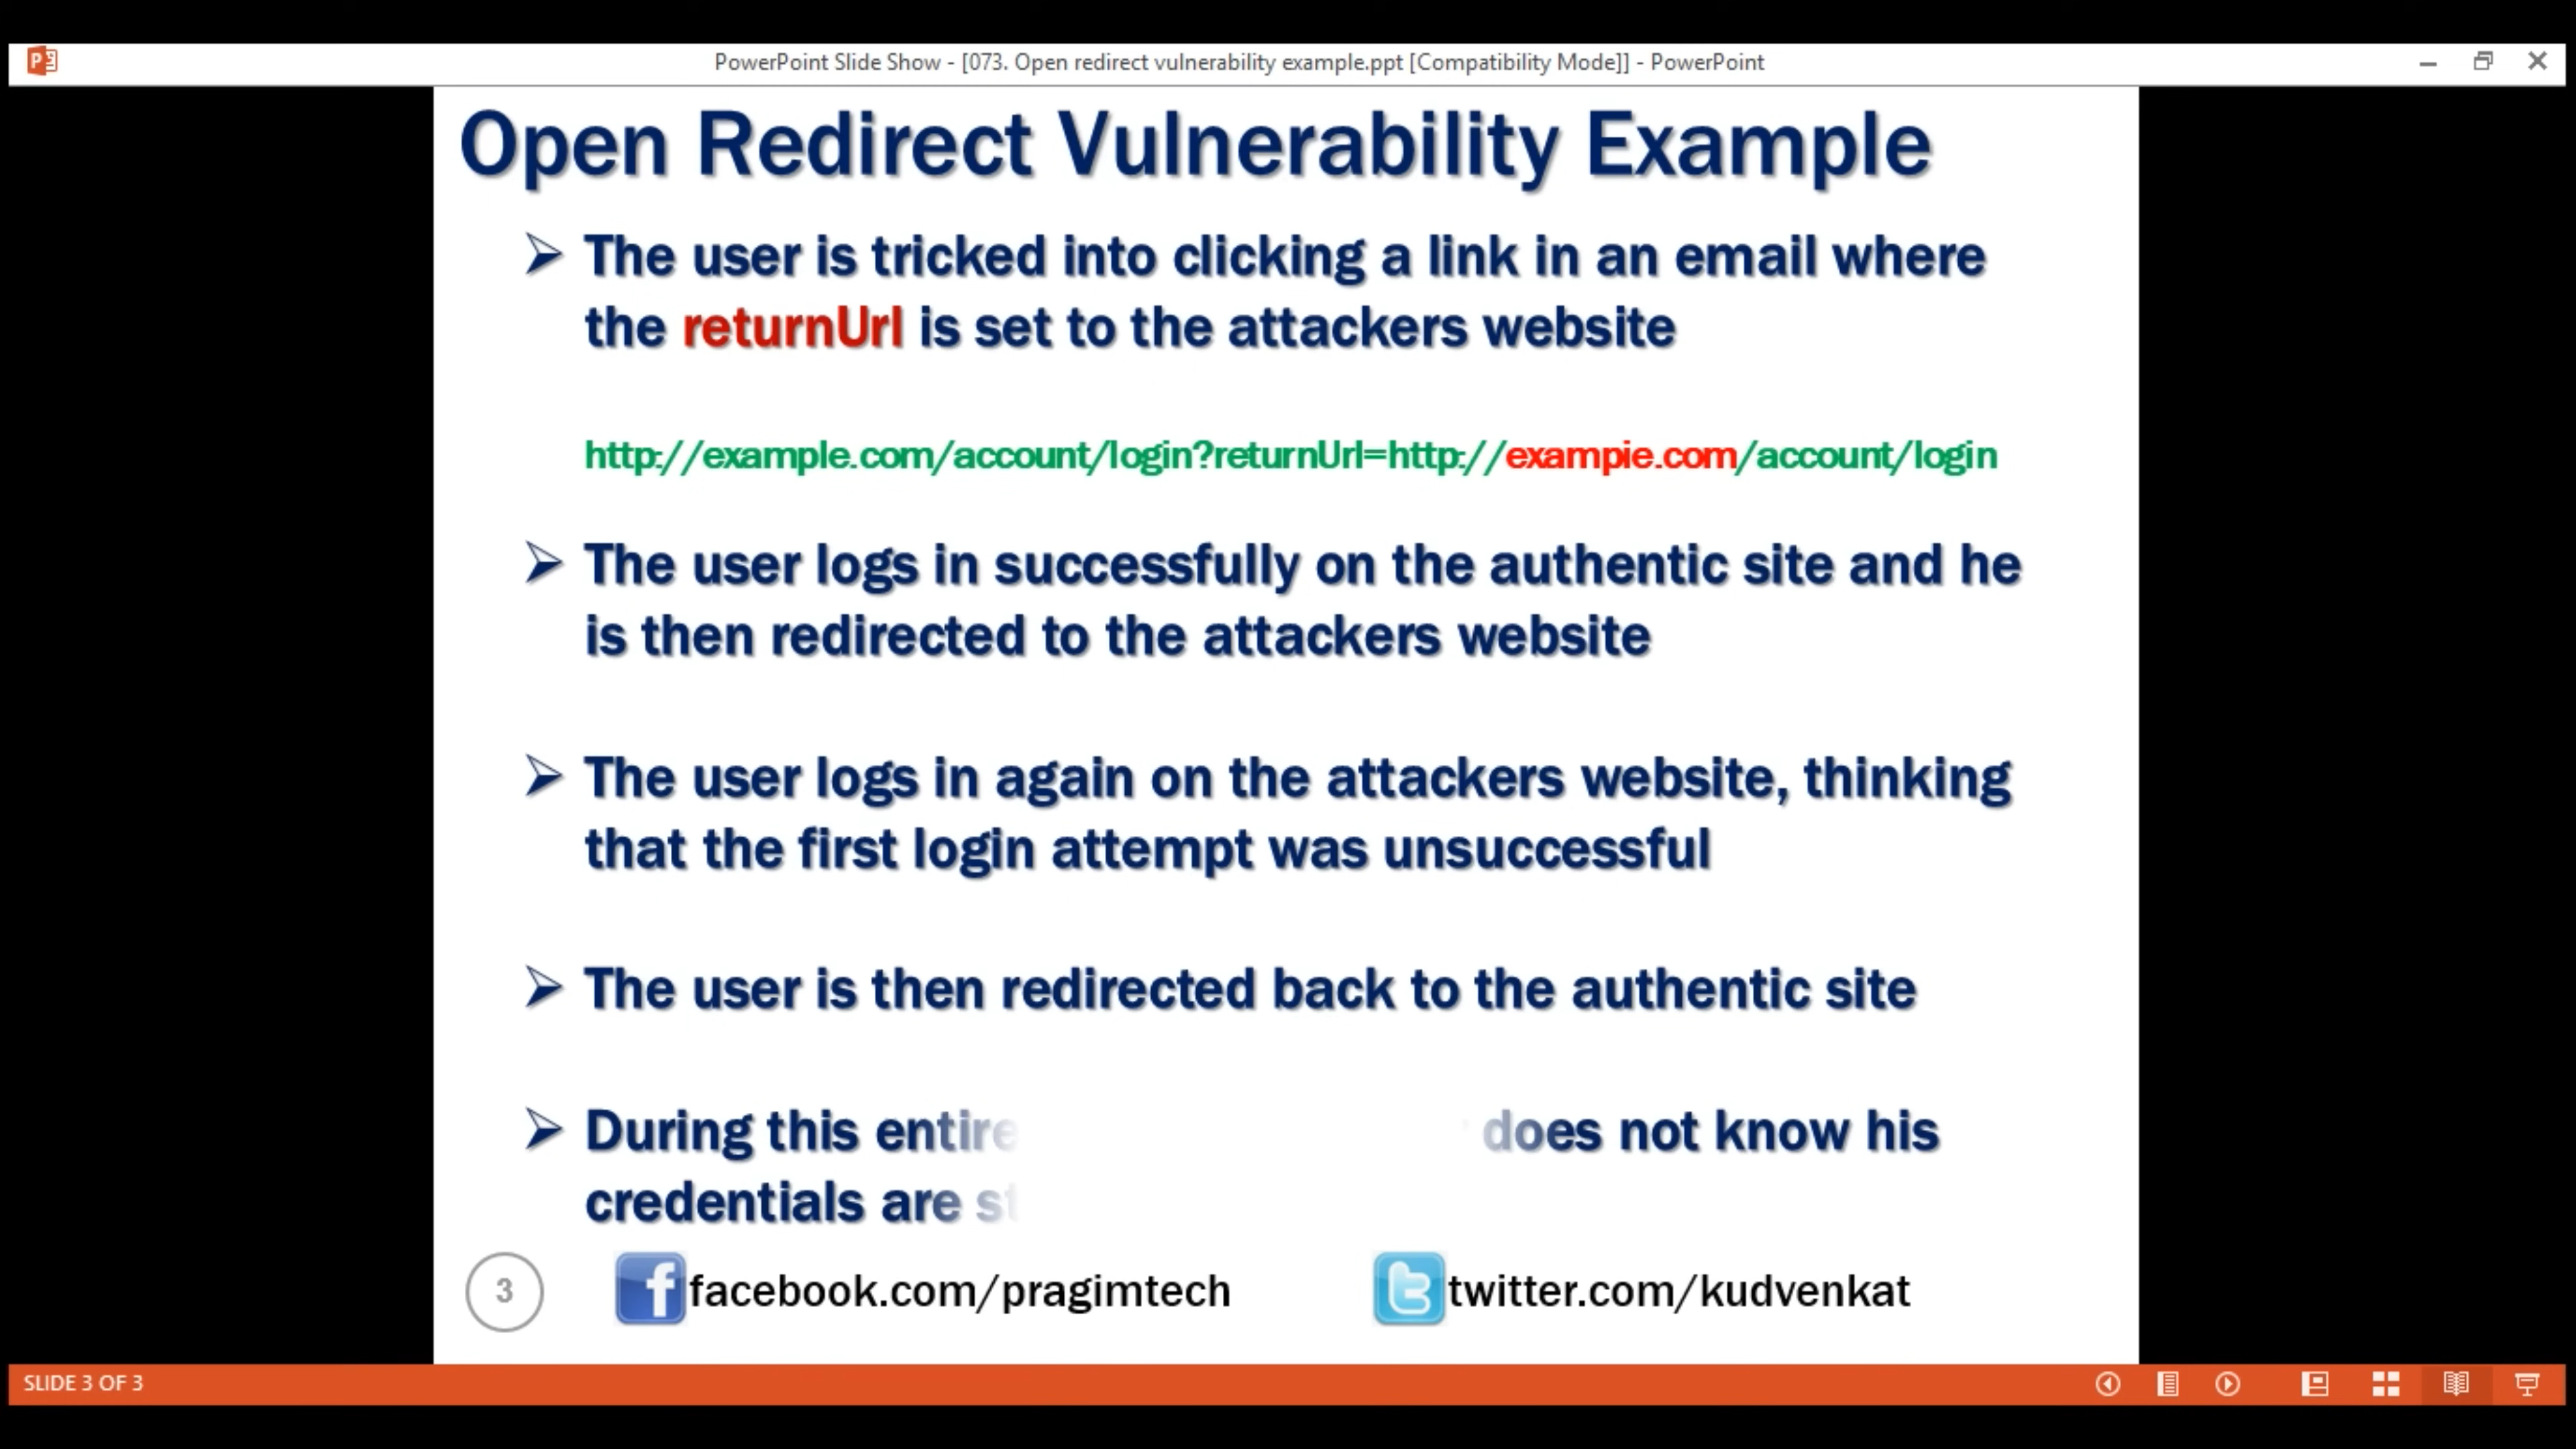 PowerPoint Slide Show - [073. Open redirect vulnerability example.ppt [Compatibility Mode]] - PowerPoint
Open Redirect Vulnerability Example
The user is tricked into clicking a link in an email where
the returnUrl is set to the attackers website
http://example.com/account/login?returnUrl=http://exampie.com/account/login
The user logs in successfully on the authentic site and he
is then redirected to the attackers website
The user logs in again on the attackers website, thinking
that the first login attempt was unsuccessful
The user is then redirected back to the authentic site
During this entire does not know his
credentials are
3
facebook.com/pragimtech
twitter.com/kudvenkat
SLIDE 3 OF 3